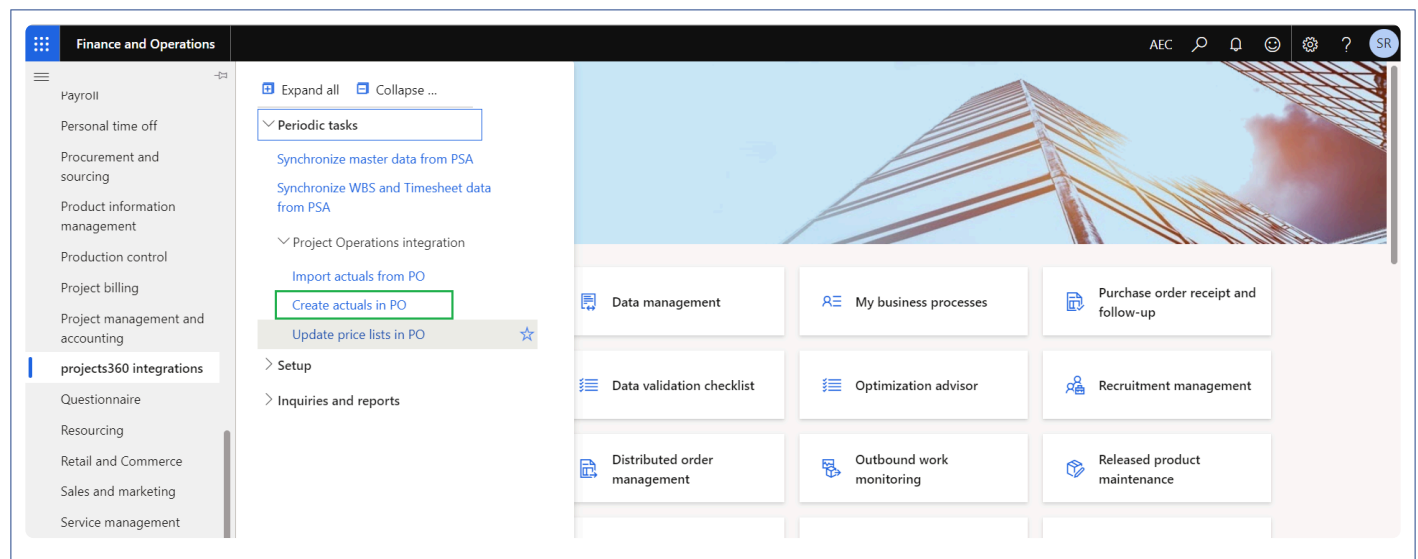 Finance and Operations
AEC
?
SR
Payroll
Personal time off
Procurement and
sourcing
Product information
management
Production control
Project billing
Project management and
accounting
projects360 integrations
Questionnaire
Resourcing
Retail and Commerce
Sales and marketing
Service management
Expand all
Collapse ...
Periodic tasks
Synchronize master data from PSA
Synchronize WBS and Timesheet data
from PSA
Project Operations integration
Import actuals from PO
Create actuals in PO
Update price lists in PO
Setup
Inquiries and reports
Data management
My business processes
Purchase order receipt and
follow-up
Data validation checklist
Optimization advisor
Recruitment management
Distributed order
management
Outbound work
monitoring
Released product
maintenance